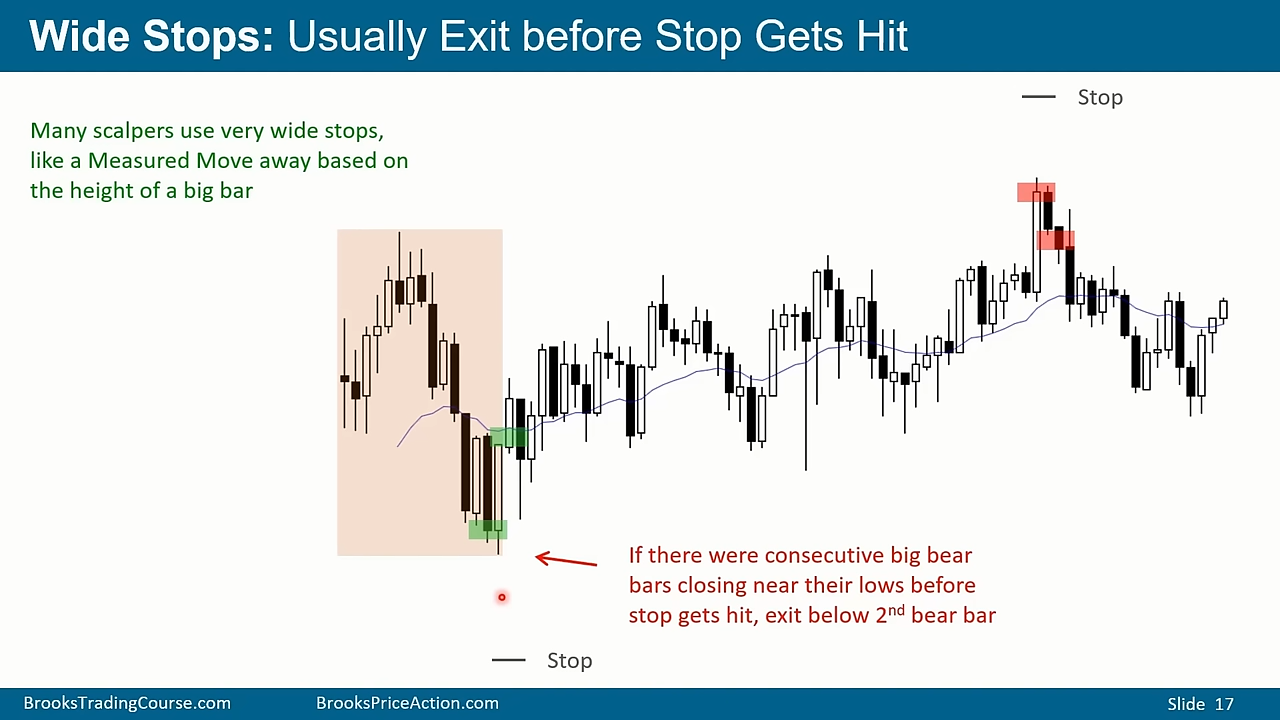 Wide Stops: Usually Exit before Stop Gets Hit
Stop
Many scalpers use very wide stops,
like a Measured Move away based on
the height of a big bar
If there were consecutive big bear
bars closing near their lows before
stop gets hit, exit below 2nd bear bar
Stop
BrooksTradingCourse.com
BrooksPriceAction.com
Slide 17